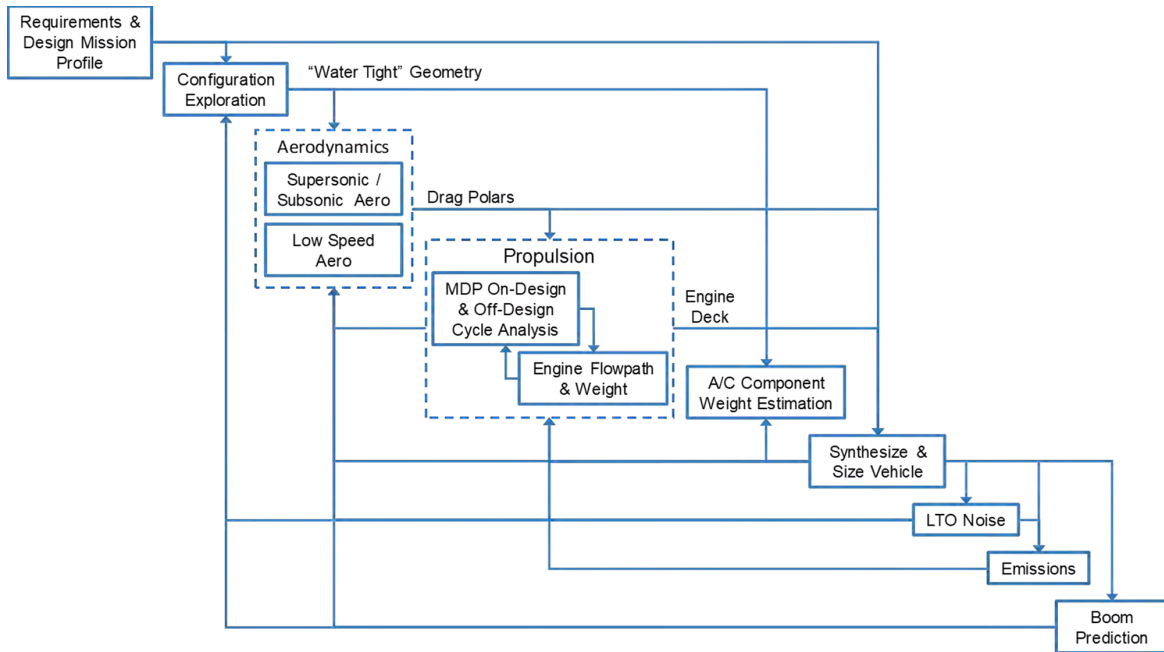 Requirements &
Design Mission
Profile
Configuration
Exploration
“Water Tight” Geometry
Aerodynamics
Supersonic /
Subsonic Aero
Low Speed
Aero
Drag Polars
Propulsion
MDP On-Design
& Off-Design
Cycle Analysis
Engine Flowpath
& Weight
Engine
Deck
A/C Component
Weight Estimation
Synthesize &
Size Vehicle
LTO Noise
Emissions
Boom
Prediction